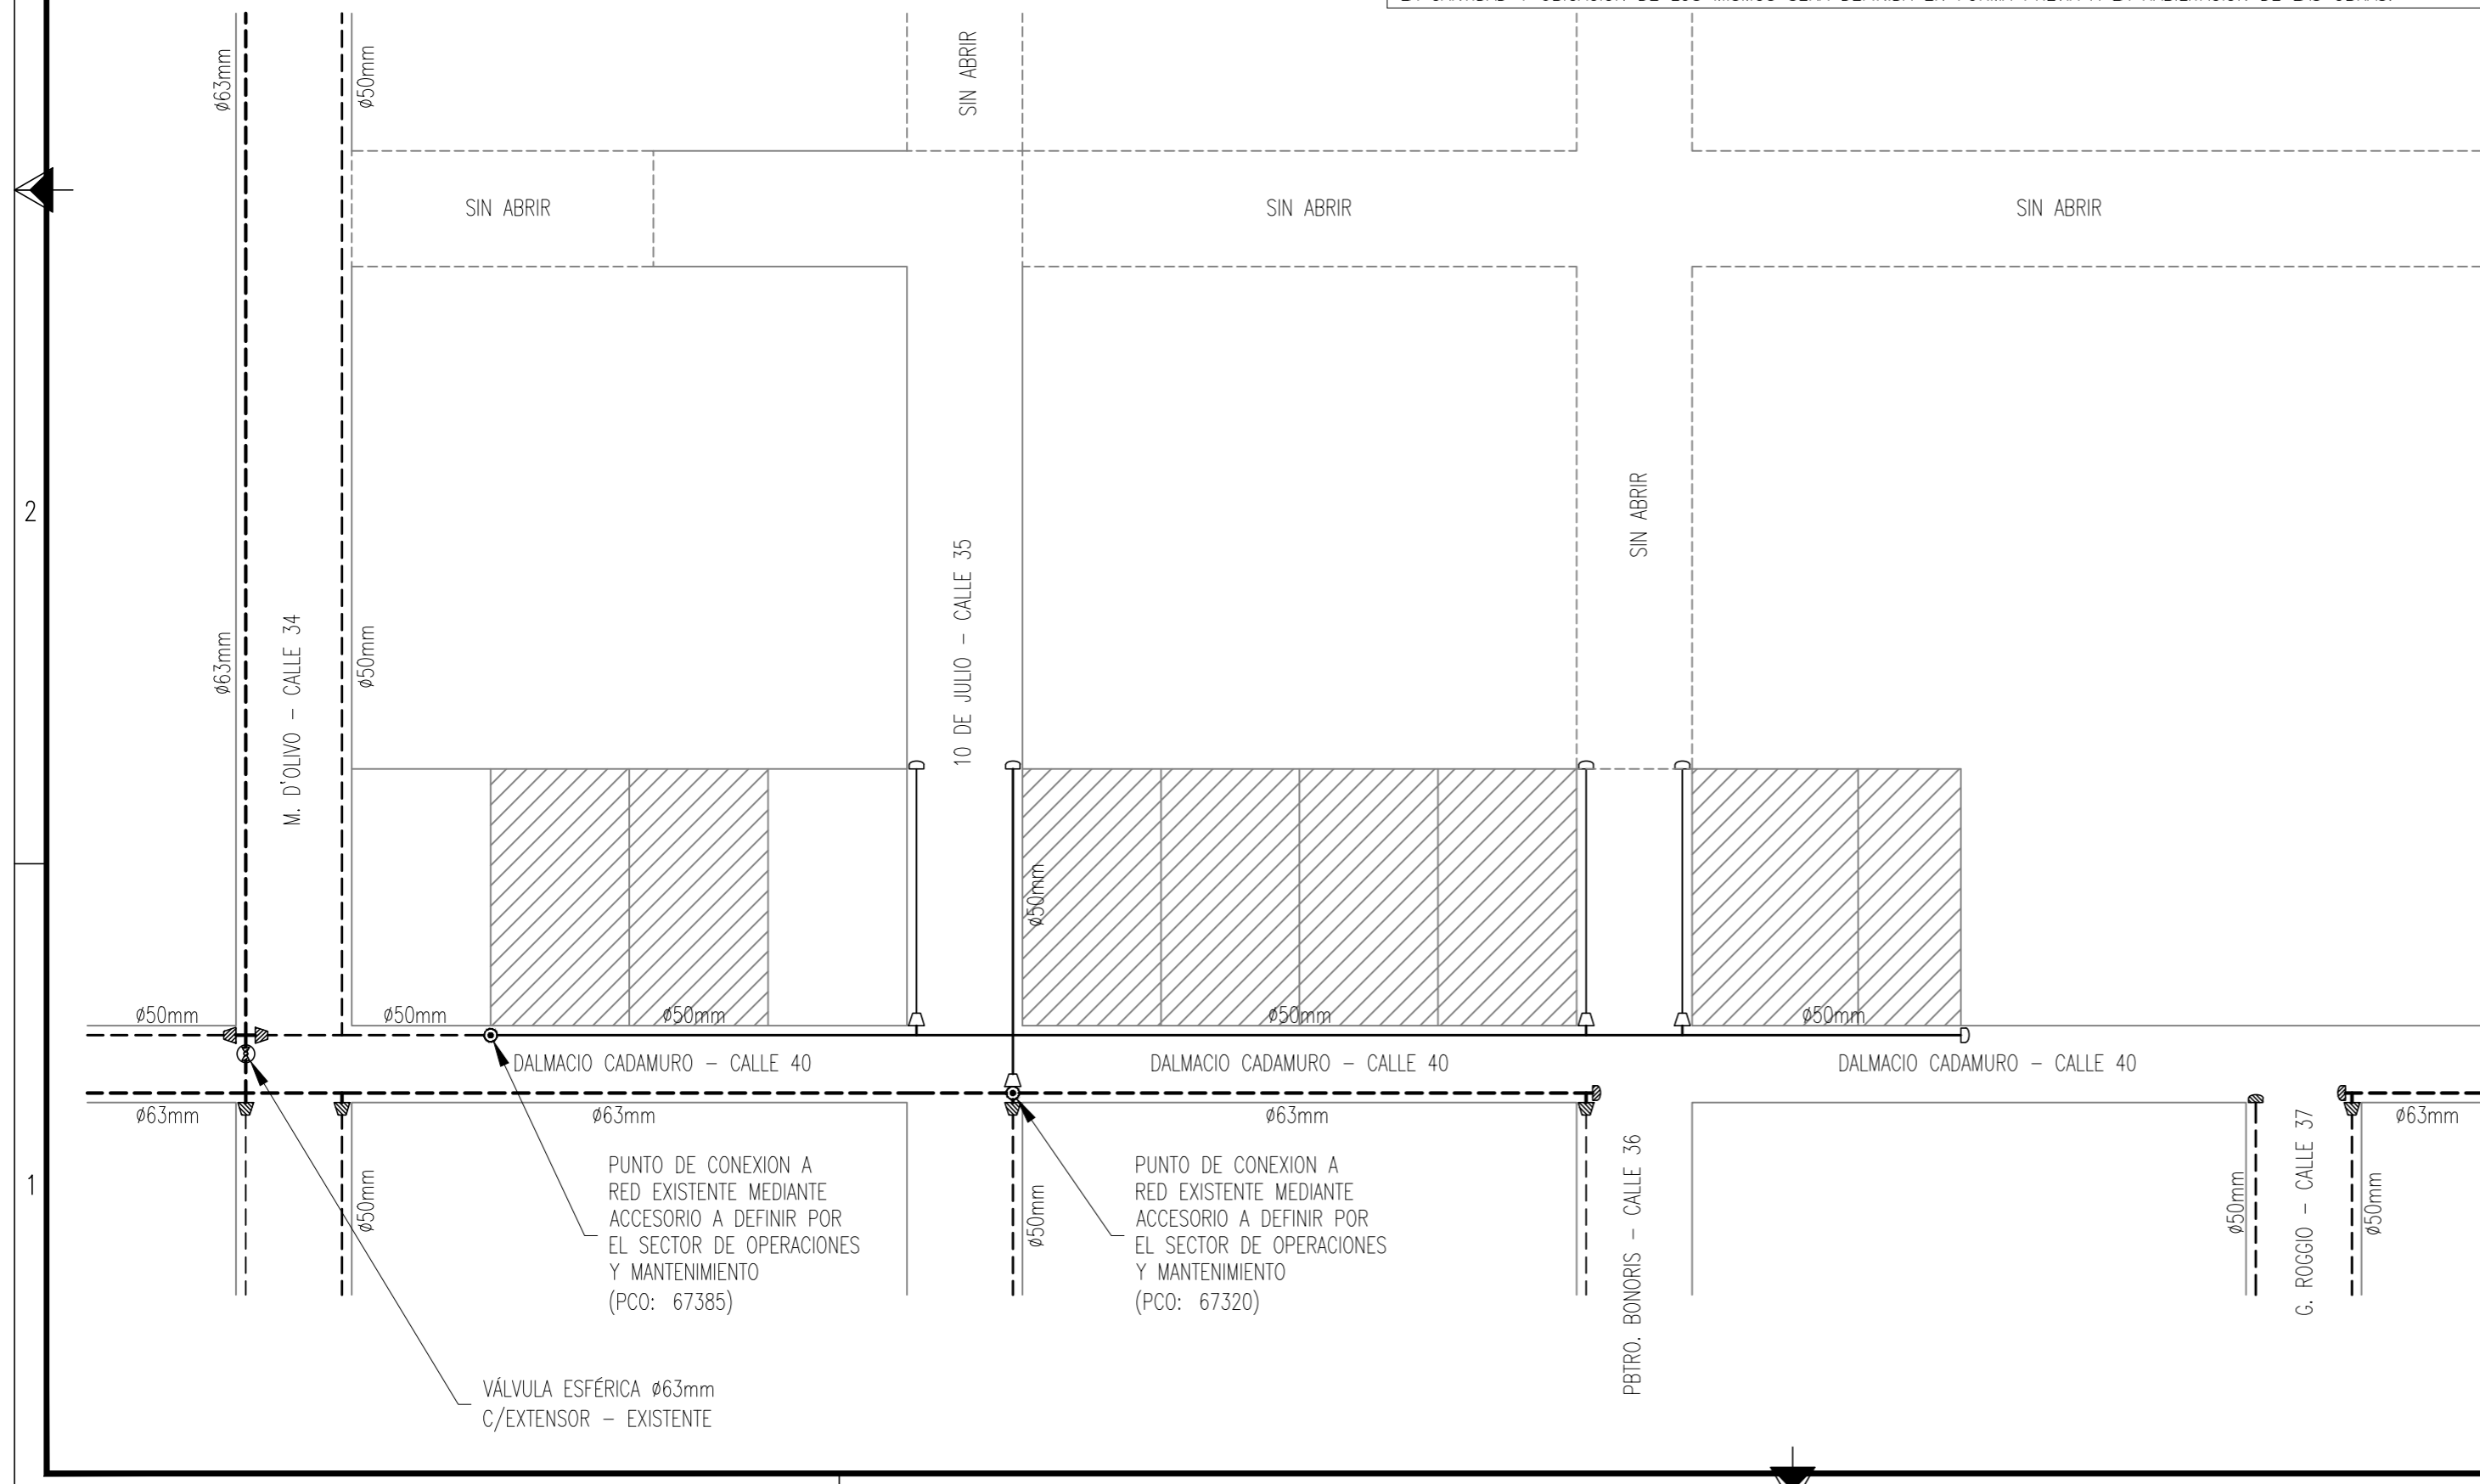 ø63mm
ø50mm
SIN ABRIR
SIN ABRIR
SIN ABRIR
SIN ABRIR
2
SIN ABRIR
10 DE JULIO - CALLE 35
M. D'OLIVO - CALLE 34
ø63mm
ø50mm
ø50mm
ø50mm
ø50mm
ø50mm
ø50mm
ø50mm
DALMACIO CADAMURO - CALLE 40
DALMACIO CADAMURO - CALLE 40
DALMACIO CADAMURO - CALLE 40
ø63mm
ø63mm
ø63mm
ø63mm
1
ø50mm
PUNTO DE CONEXION A
RED EXISTENTE MEDIANTE
ACCESORIO A DEFINIR POR
EL SECTOR DE OPERACIONES
Y MANTENIMIENTO
(PCO: 67385)
ø50mm
PUNTO DE CONEXION A
RED EXISTENTE MEDIANTE
ACCESORIO A DEFINIR POR
EL SECTOR DE OPERACIONES
Y MANTENIMIENTO
(PCO: 67320)
PBTRO. BONORIS - CALLE 36
ø50mm
G. ROGGIO - CALLE 37
ø50mm
VÁLVULA ESFÉRICA ø63mm
C/EXTENSOR - EXISTENTE